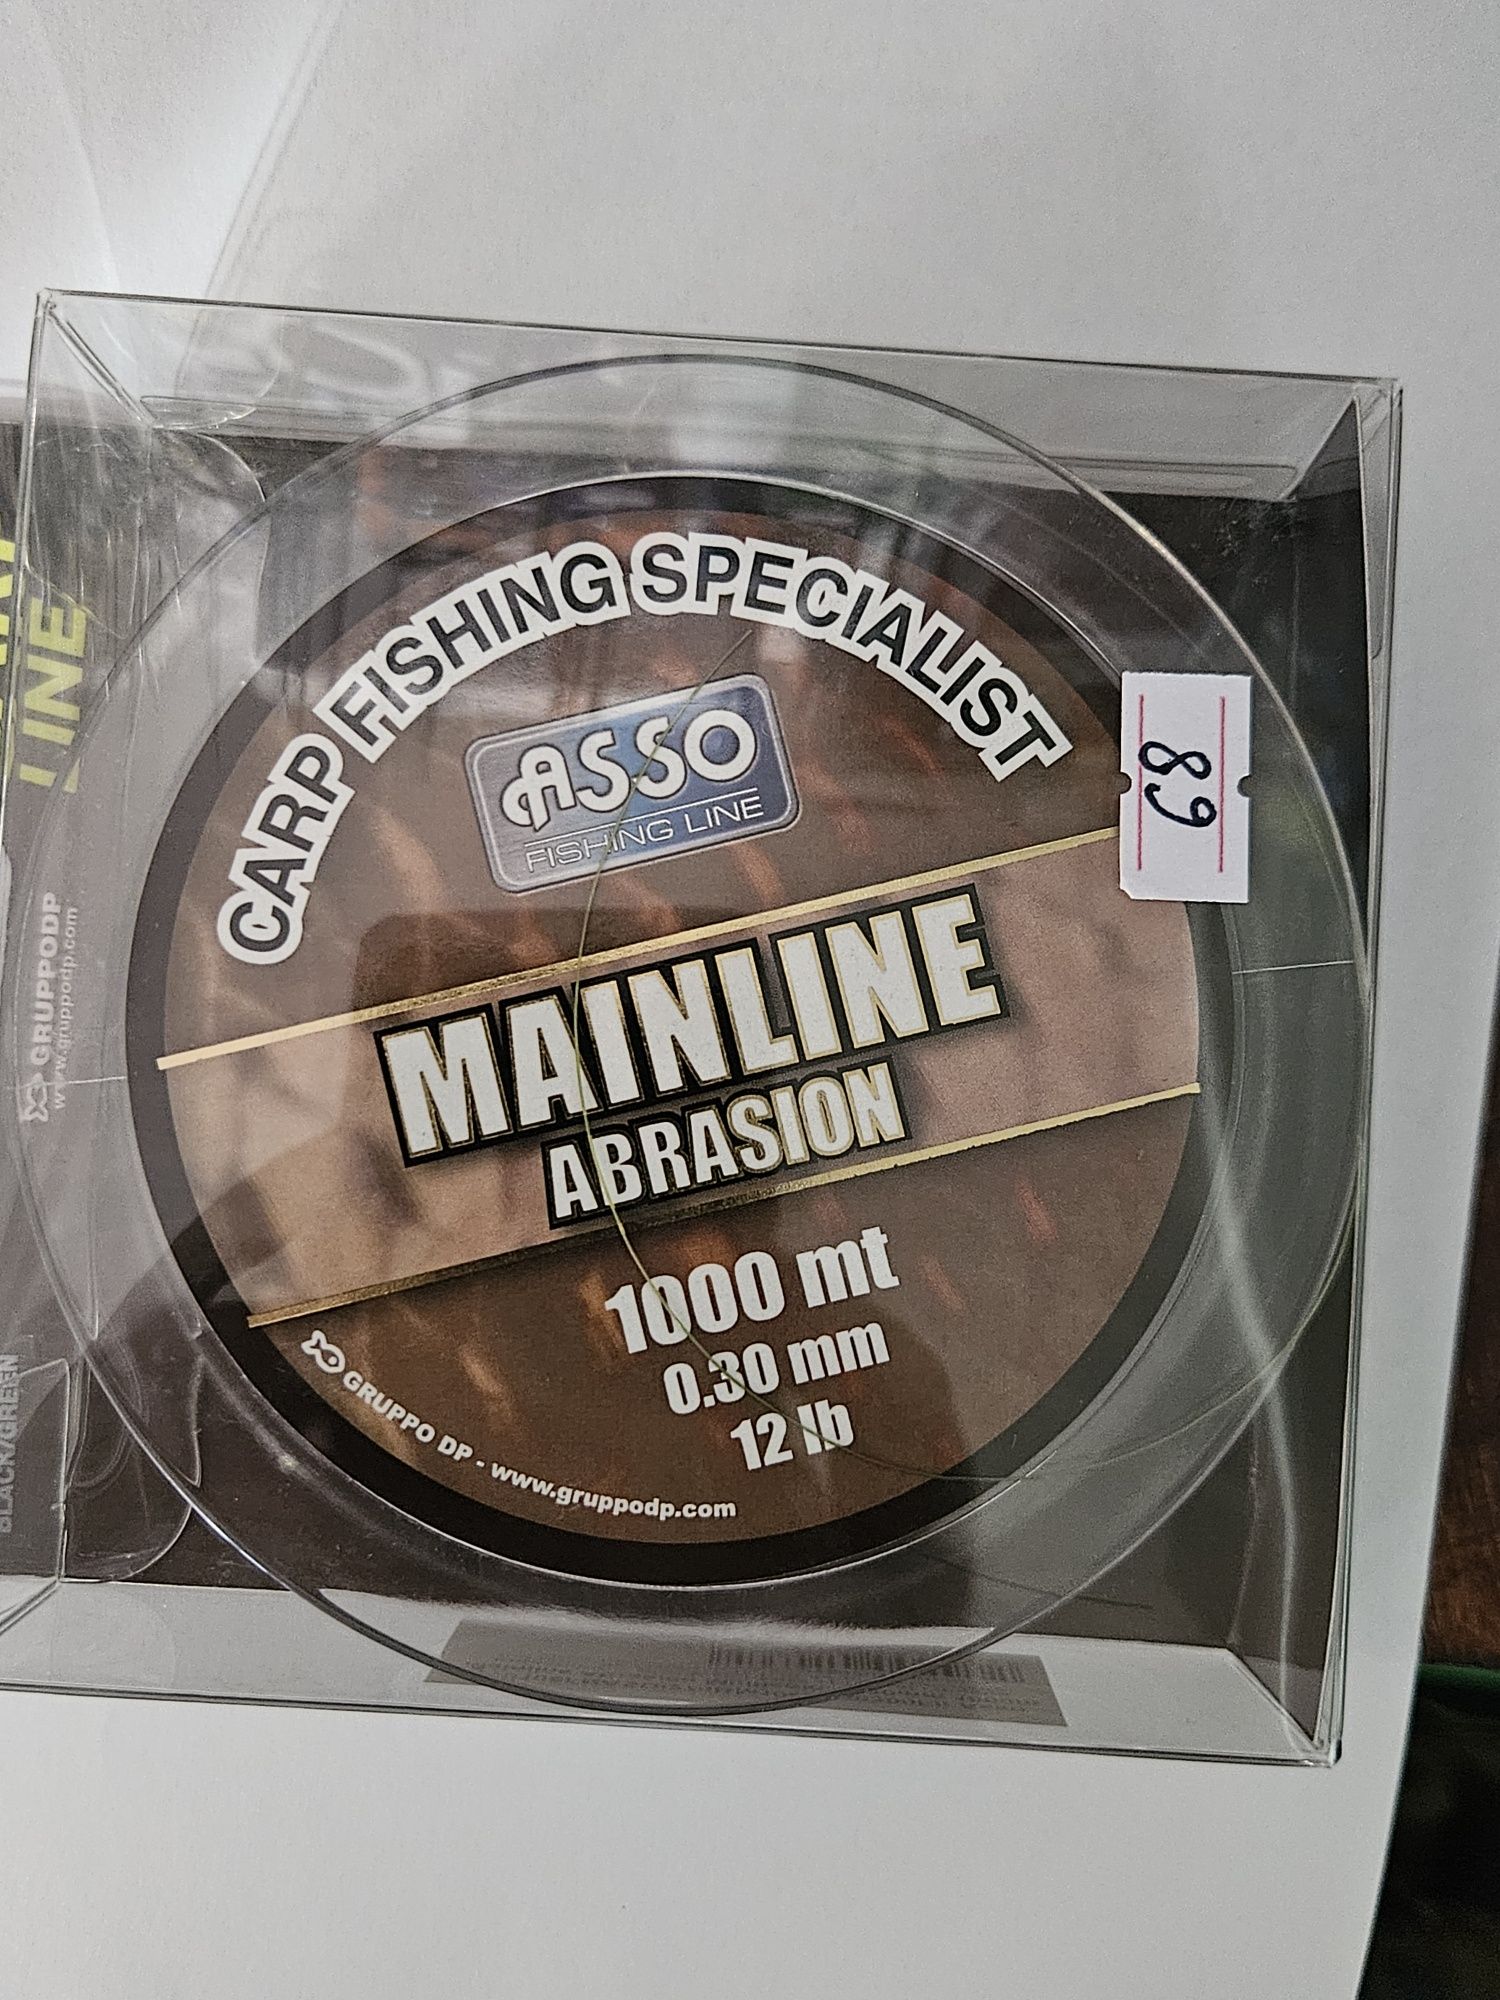 CARP FISHING SPECIALIST
ASSO
FISHING LINE
89
MAINLINE
ABRASION
1000 mt
0.30 mm
12 lb
GRUPPO DP - www.gruppodp.com
LINE
GRUPPODP
www.gruppodp.com
BLACK/GREEN